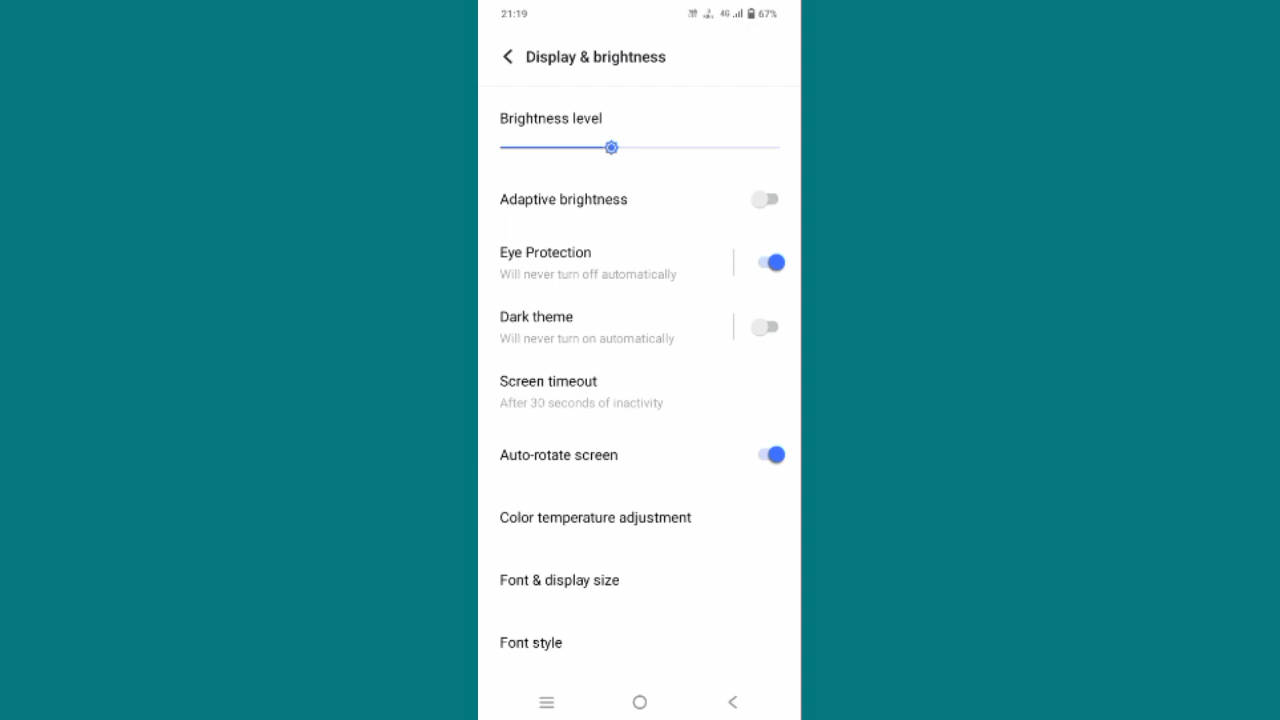 21:19
4G 67%
Display & brightness
Brightness level
Adaptive brightness
Eye Protection
Will never turn off automatically
Dark theme
Will never turn on automatically
Screen timeout
After 30 seconds of inactivity
Auto-rotate screen
Color temperature adjustment
Font & display size
Font style